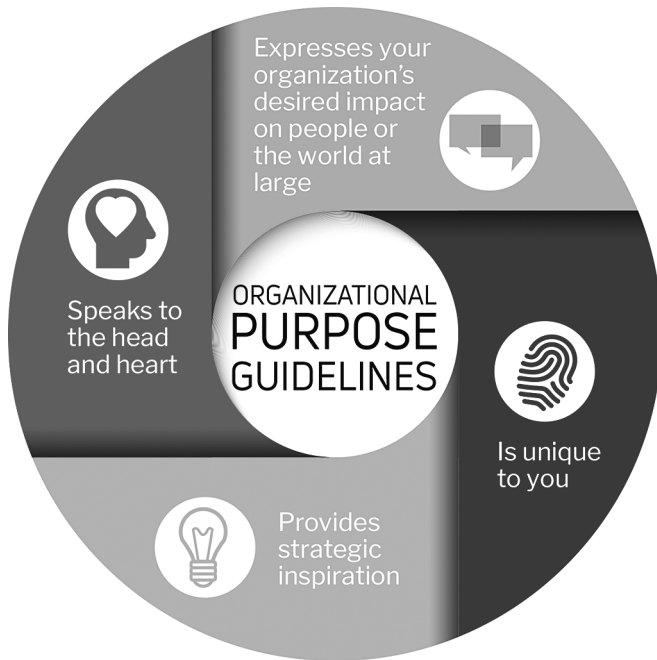 Expresses your
organization's
desired impact
on people or
the world at
large
Speaks to
the head
and heart
ORGANIZATIONAL
PURPOSE
GUIDELINES
Is unique
to you
Provides
strategic
inspiration